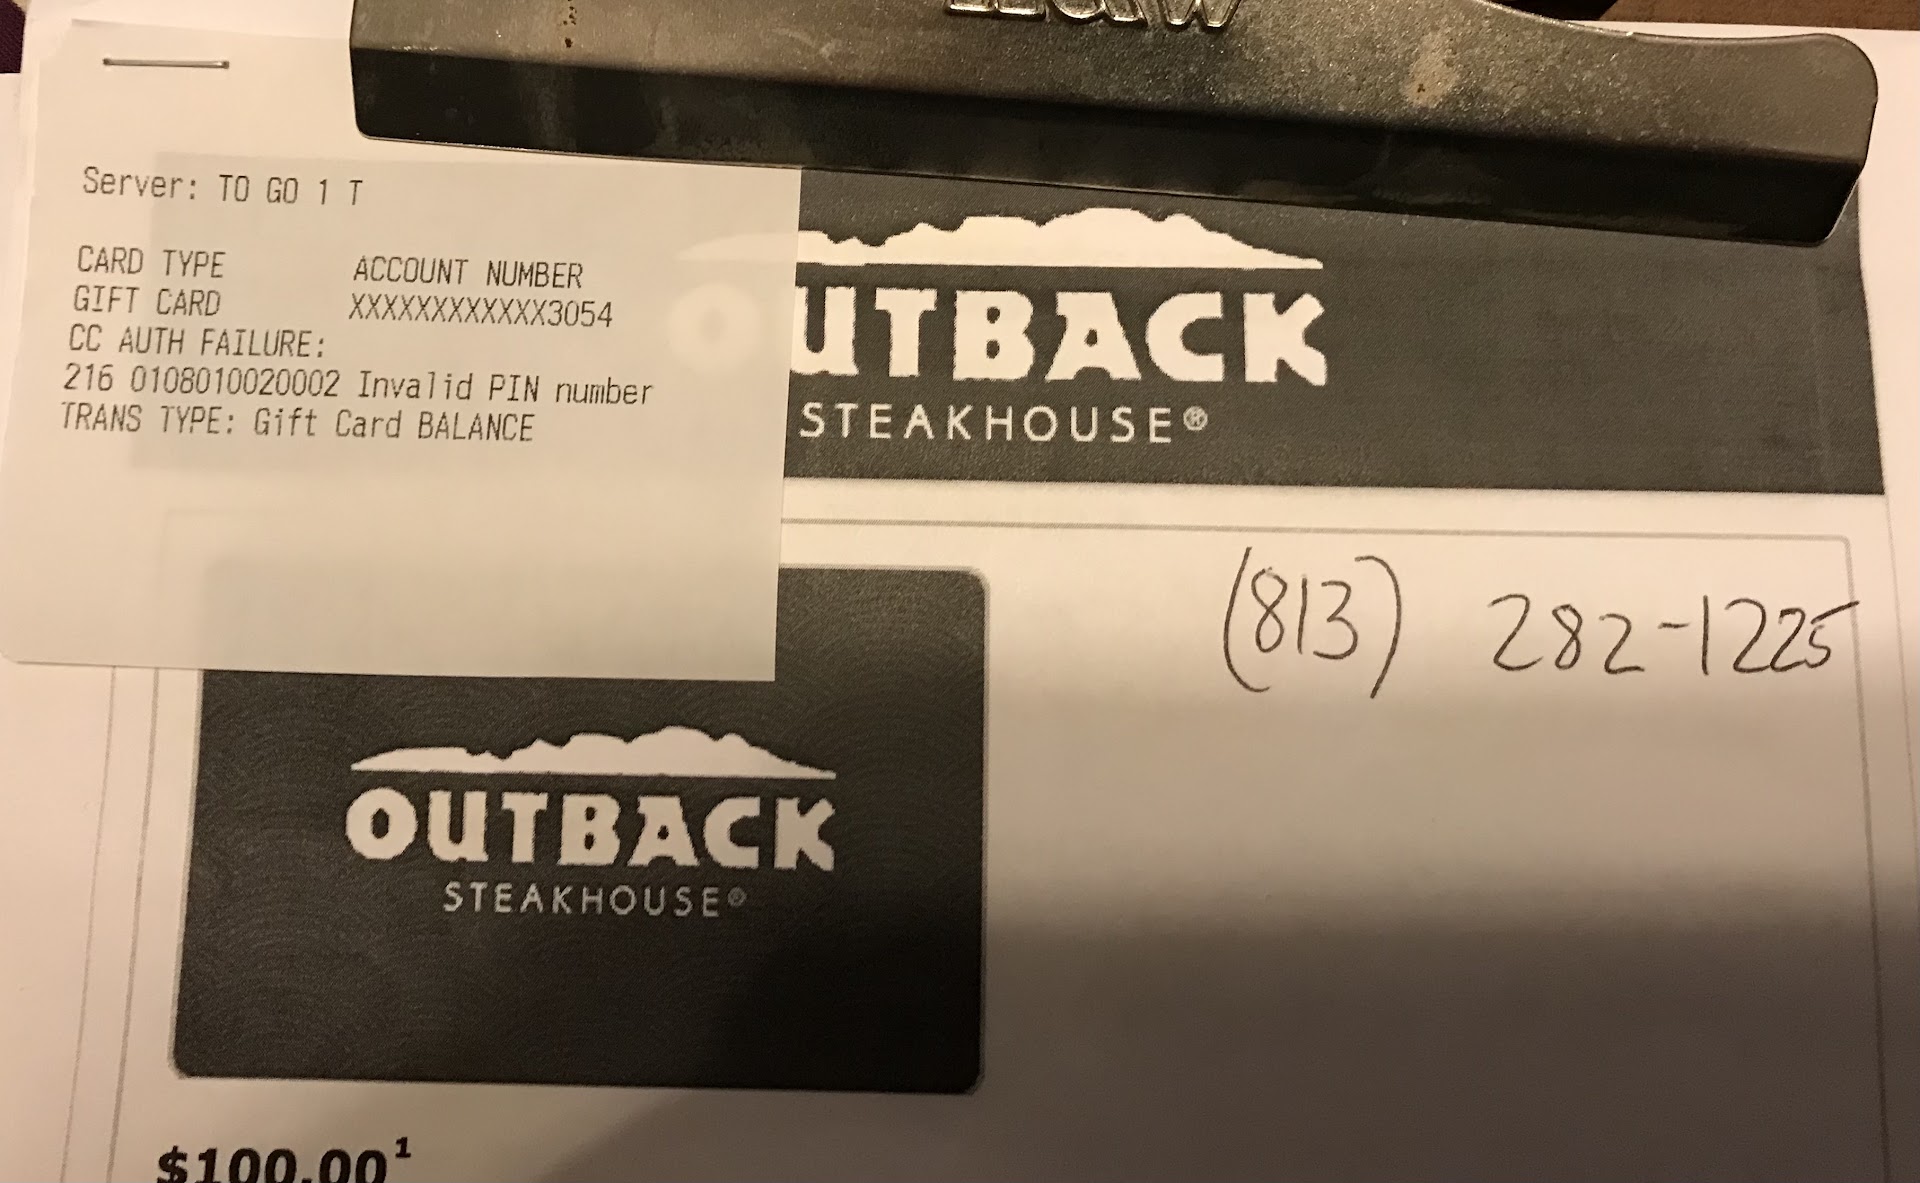 Server: TO GO 1 T
CARD TYPE ACCOUNT NUMBER
GIFT CARD XXXXXXXXXXXX3054
CC AUTH FAILURE:
216 0108010020002 Invalid PIN number
TRANS TYPE: Gift Card BALANCE
OUTBACK
STEAKHOUSE®
(813) 282-1225
OUTBACK
STEAKHOUSE®
$100.00¹